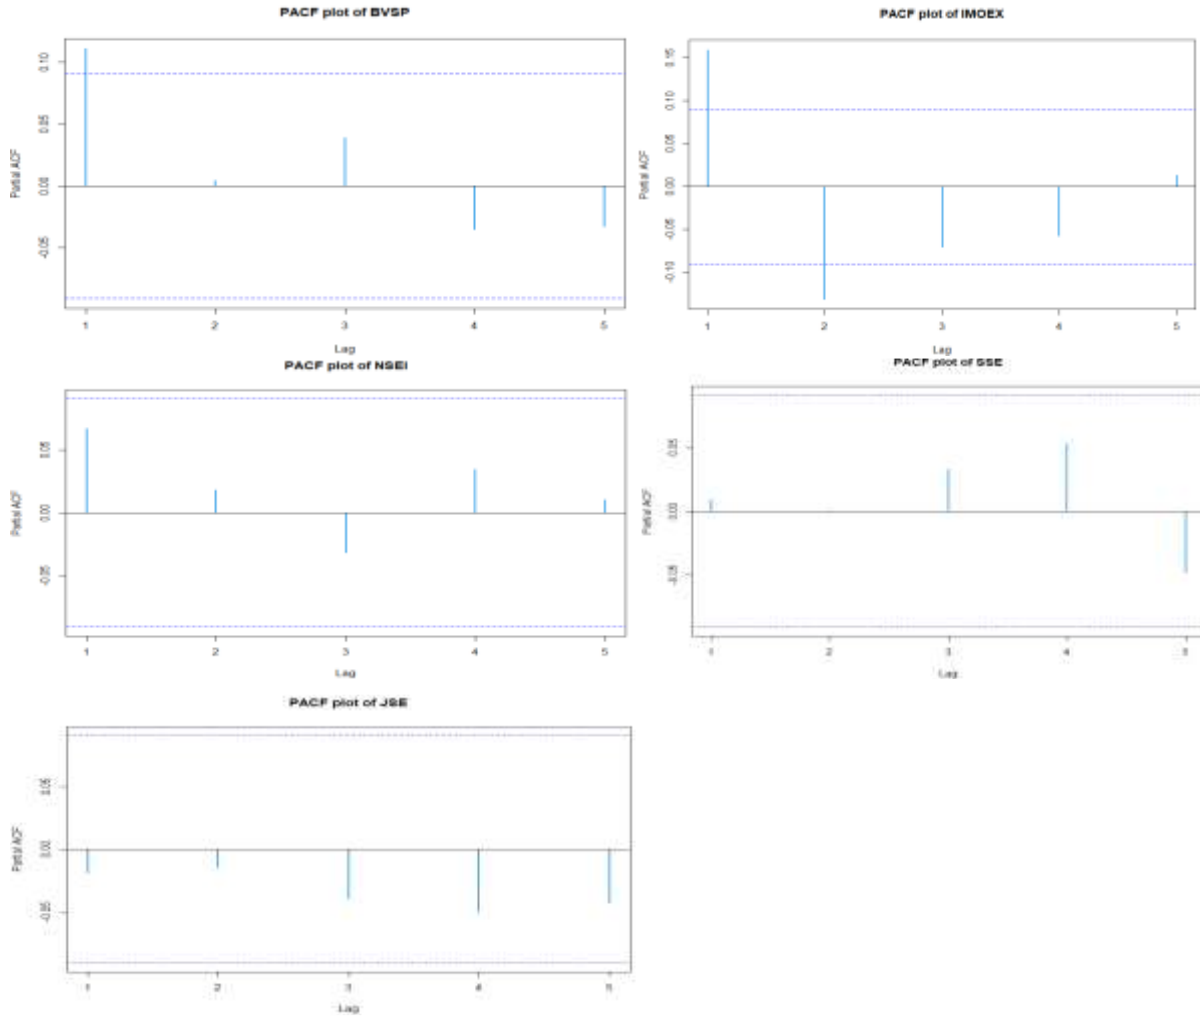 PACF plot of BVSP
Partial ACF
0.10
0.05
0.00
-0.05
1 2 3 4 5
Lag
PACF plot of IMOEX
Partial ACF
0.15
0.10
0.05
0.00
-0.05
-0.10
1 2 3 4 5
Lag
PACF plot of NSEI
Partial ACF
0.05
0.00
-0.05
1 2 3 4 5
Lag
PACF plot of SSE
Partial ACF
0.05
0.00
-0.05
1 2 3 4 5
Lag
PACF plot of JSE
Partial ACF
0.05
0.00
-0.05
1 2 3 4 5
Lag